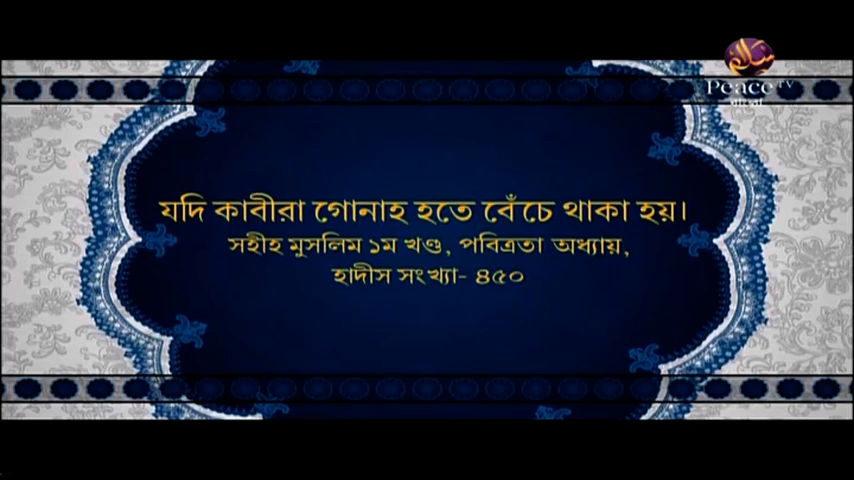 Peace TV
বাংলা
যদি কাবীরা গোনাহ হতে বেঁচে থাকা হয়।
সহীহ মুসলিম ১ম খণ্ড, পবিত্রতা অধ্যায়,
হাদীস সংখ্যা- ৪৫০